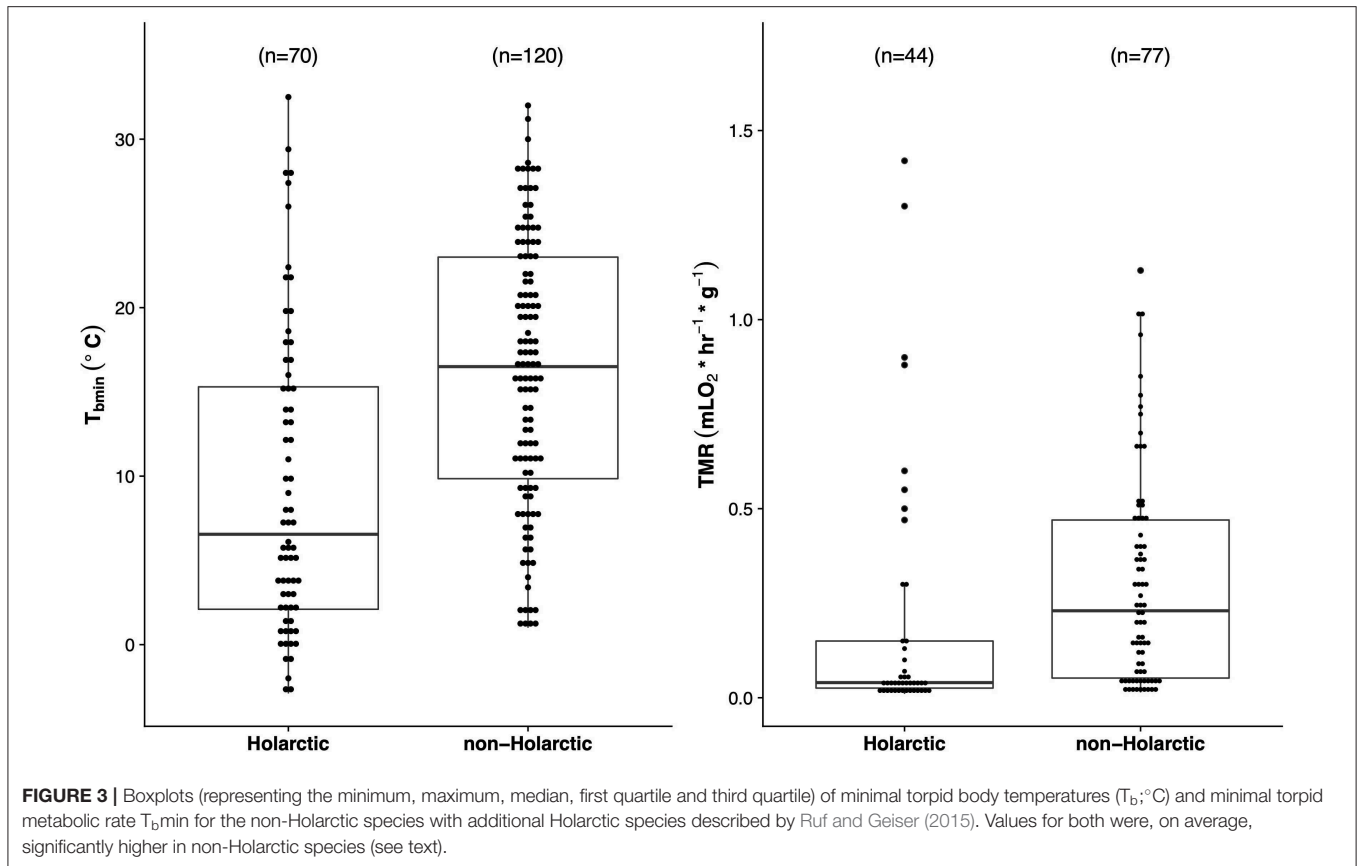 (n=70)
(n=120)
30
20
10
0
T_bmin (° C)
Holarctic
non−Holarctic
(n=44)
(n=77)
1.5
1.0
0.5
0.0
TMR (mLO₂ * hr⁻¹ * g⁻¹)
Holarctic
non−Holarctic
FIGURE 3 | Boxplots (representing the minimum, maximum, median, first quartile and third quartile) of minimal torpid body temperatures (T_b;°C) and minimal torpid
metabolic rate T_bmin for the non-Holarctic species with additional Holarctic species described by Ruf and Geiser (2015). Values for both were, on average,
significantly higher in non-Holarctic species (see text).